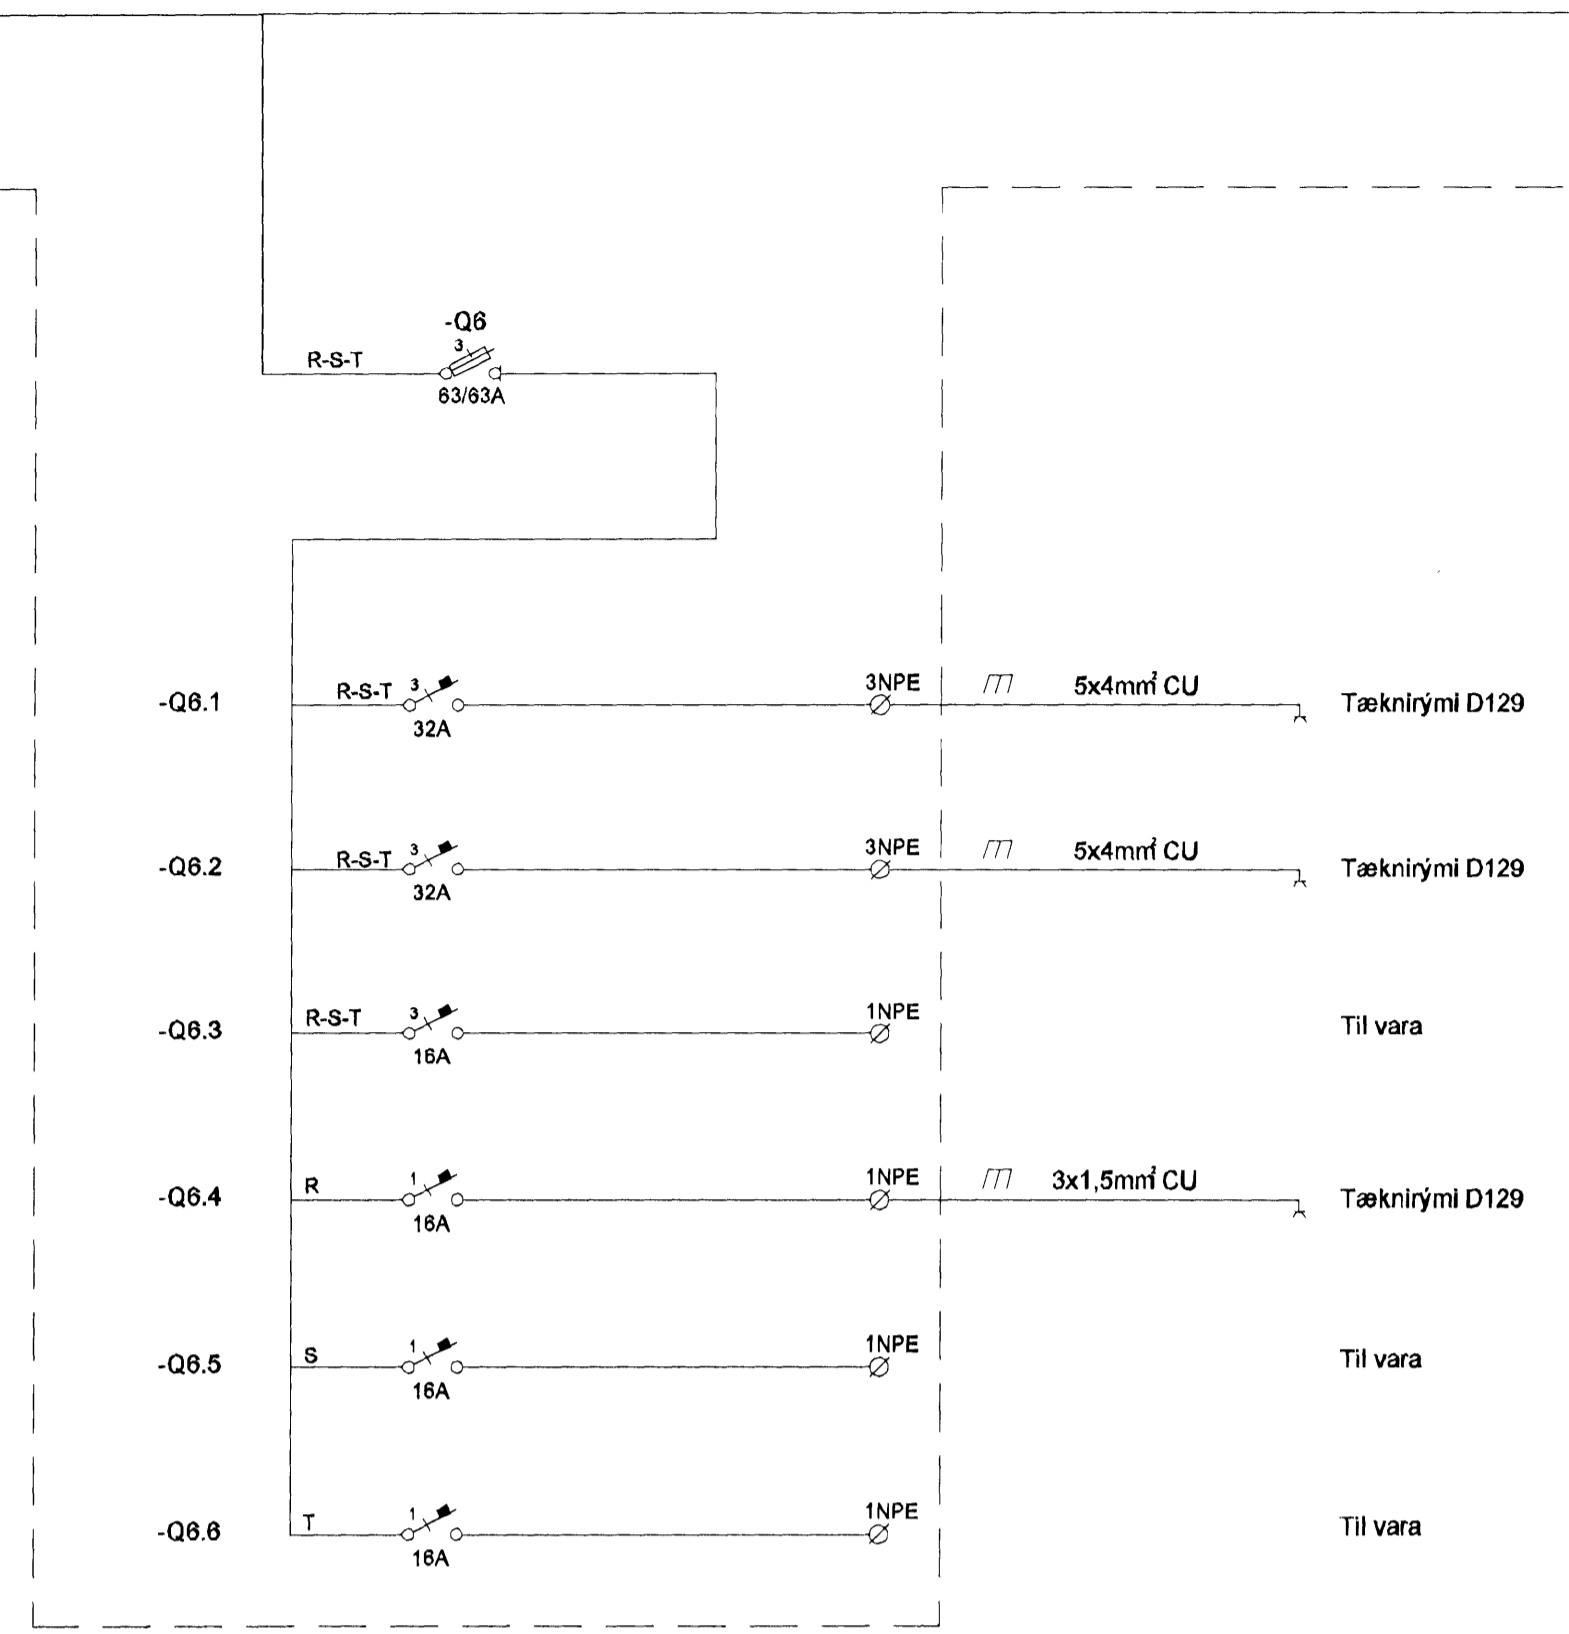 -Q6
3
R-S-T
63/63A
-Q6.1
R-S-T
3
32A
3NPE
5x4mm² CU
Tæknirými D129
-Q6.2
R-S-T
3
32A
3NPE
5x4mm² CU
Tæknirými D129
-Q6.3
R-S-T
3
16A
1NPE
Til vara
-Q6.4
R
1
16A
1NPE
3x1,5mm² CU
Tæknirými D129
-Q6.5
S
1
16A
1NPE
Til vara
-Q6.6
T
1
16A
1NPE
Til vara